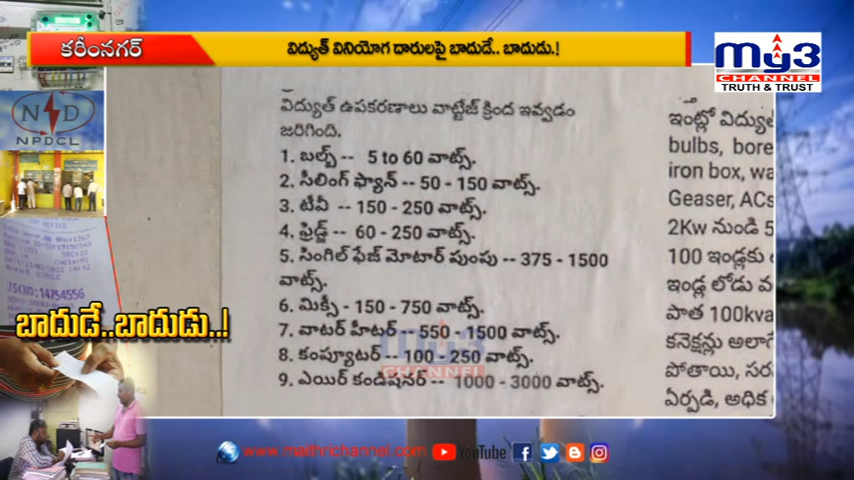 కరీంనగర్
విద్యుత్ వినియోగ దారులపై బాదుడే.. బాదుడు.!
my3
CHANNEL
TRUTH & TRUST
NPDCL
విద్యుత్ ఉపకరణాలు వాట్టేజ్ క్రింద ఇవ్వడం
జరిగింది.
1. బల్బ్ -- 5 to 60 వాట్స్.
2. సీలింగ్ ఫ్యాన్ -- 50 - 150 వాట్స్.
3. టీవీ -- 150 - 250 వాట్స్.
4. ఫ్రిడ్జ్ -- 60 - 250 వాట్స్.
5. సింగిల్ ఫేజ్ మోటార్ పుంపు -- 375 - 1500
వాట్స్.
6. మిక్సీ - 150 - 750 వాట్స్.
7. వాటర్ హీటర్ -- 550 - 1500 వాట్స్.
8. కంప్యూటర్ -- 100 - 250 వాట్స్.
9. ఎయిర్ కండిషనర్ -- 1000 - 3000 వాట్స్.
ఇంట్లో విద్యుత్
bulbs, bore
iron box, wa
Geaser, ACs
2Kw నుండి 5
100 ఇండ్లకు
ఇండ్ల లోడు వ
పాత 100kva
కనెక్షన్లు అలాగే
పోతాయి, సర
ఏర్పడి, అధిక
USCNO:14754556
బాదుడే..బాదుడు..!
www.maithrichannel.com
YouTube